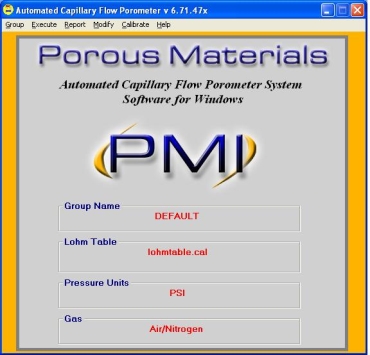 Automated Capillary Flow Porometer v 6.71.47x
Group Execute Report Modify Calibrate Help
Porous Materials
Automated Capillary Flow Porometer System
Software for Windows
PMI
Group Name
DEFAULT
Lohm Table
lohmtable.cal
Pressure Units
PSI
Gas
Air/Nitrogen